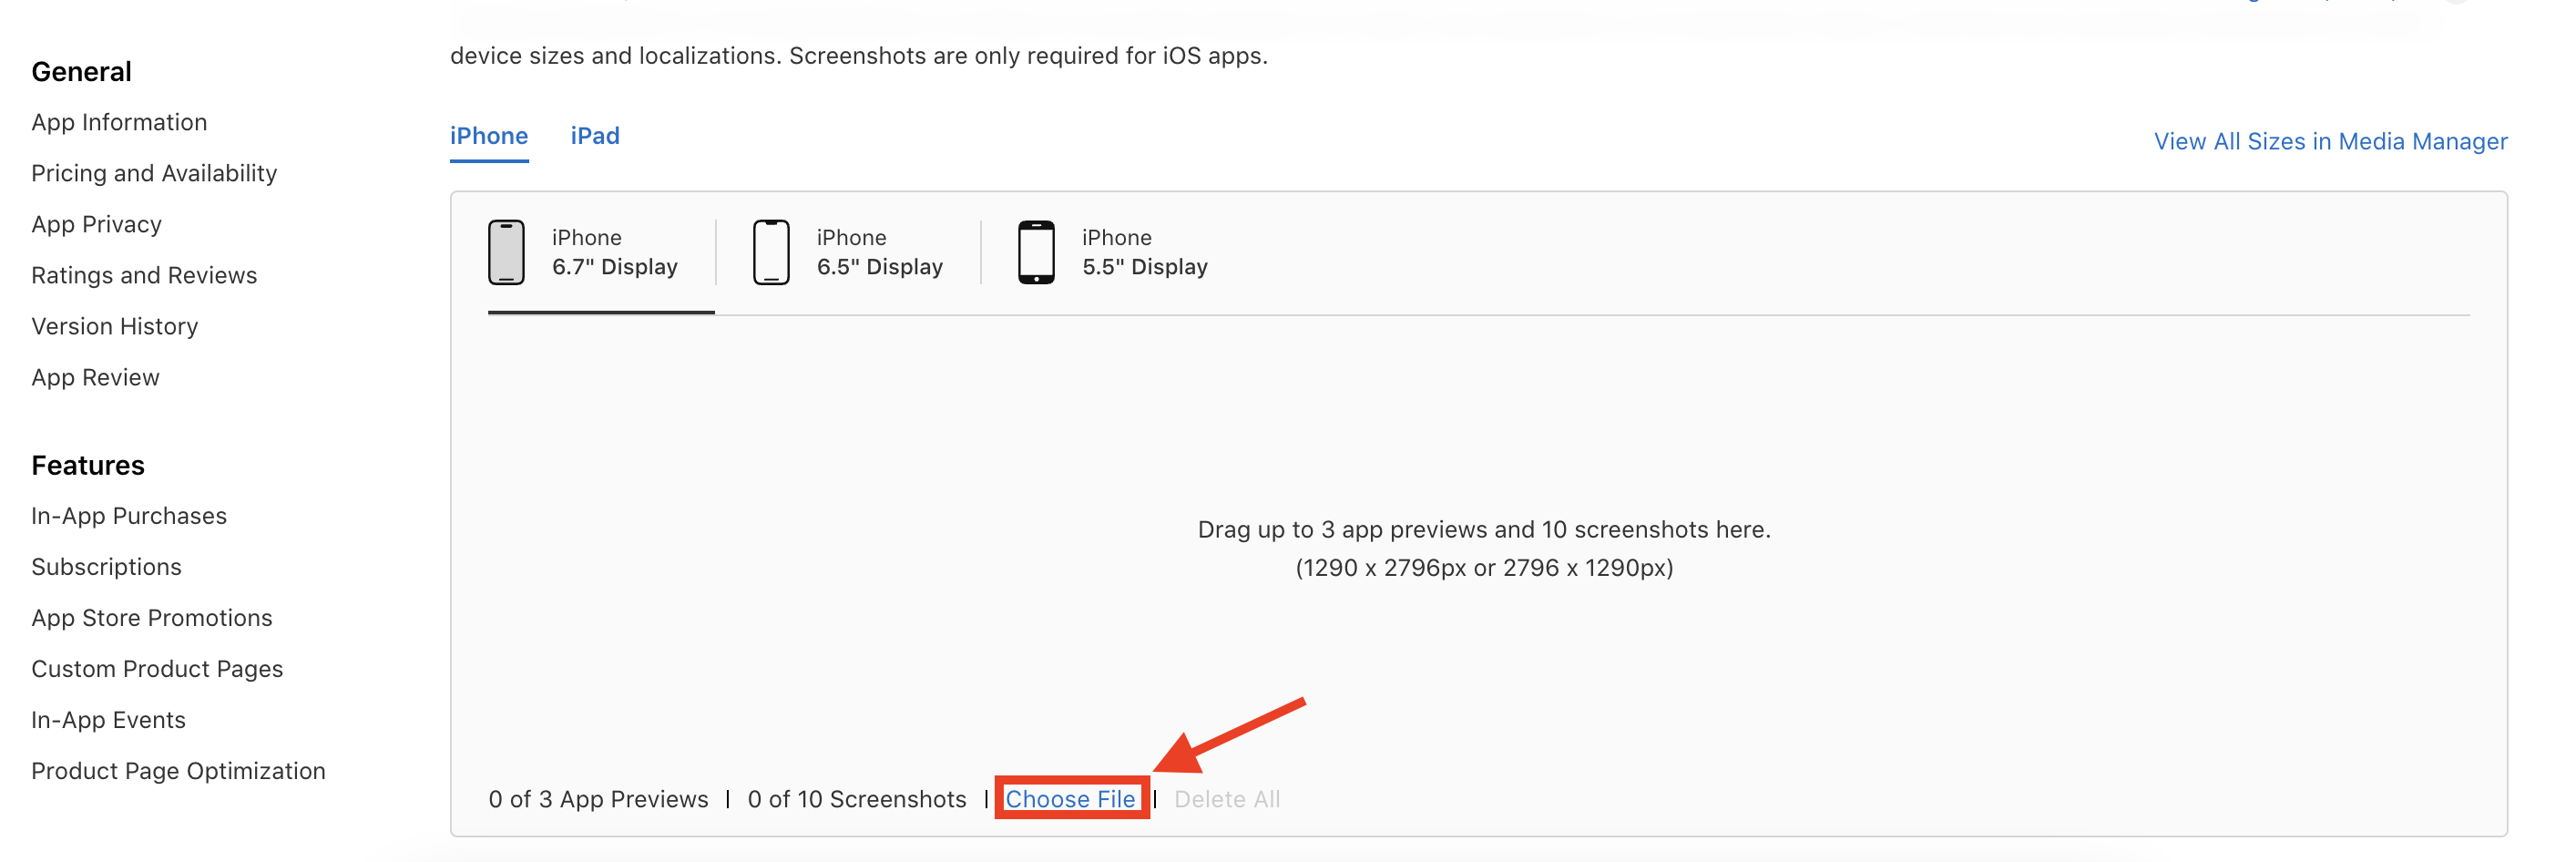 General
App Information
Pricing and Availability
App Privacy
Ratings and Reviews
Version History
App Review
Features
In-App Purchases
Subscriptions
App Store Promotions
Custom Product Pages
In-App Events
Product Page Optimization
device sizes and localizations. Screenshots are only required for iOS apps.
iPhone iPad
View All Sizes in Media Manager
iPhone
6.7" Display
iPhone
6.5" Display
iPhone
5.5" Display
Drag up to 3 app previews and 10 screenshots here.
(1290 x 2796px or 2796 x 1290px)
0 of 3 App Previews | 0 of 10 Screenshots | Choose File | Delete All